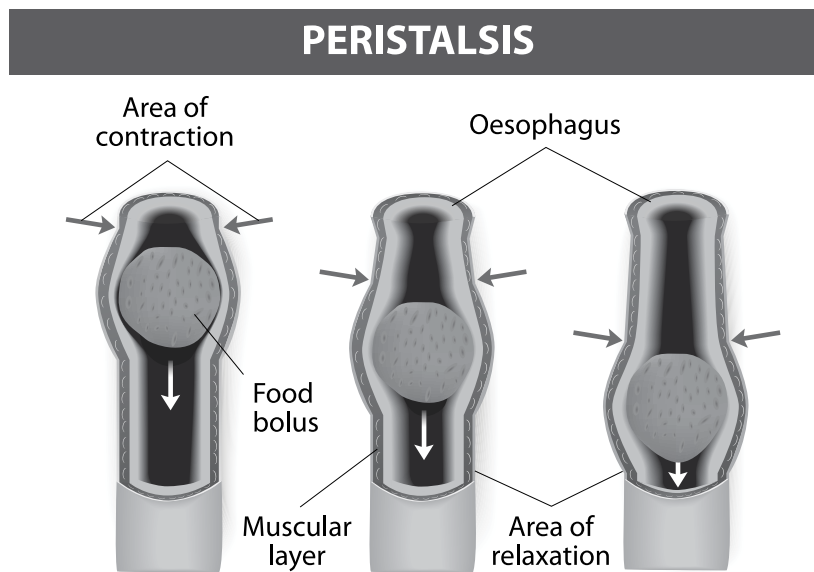 PERISTALSIS
Area of
contraction
Oesophagus
Food
bolus
Muscular
layer
Area of
relaxation